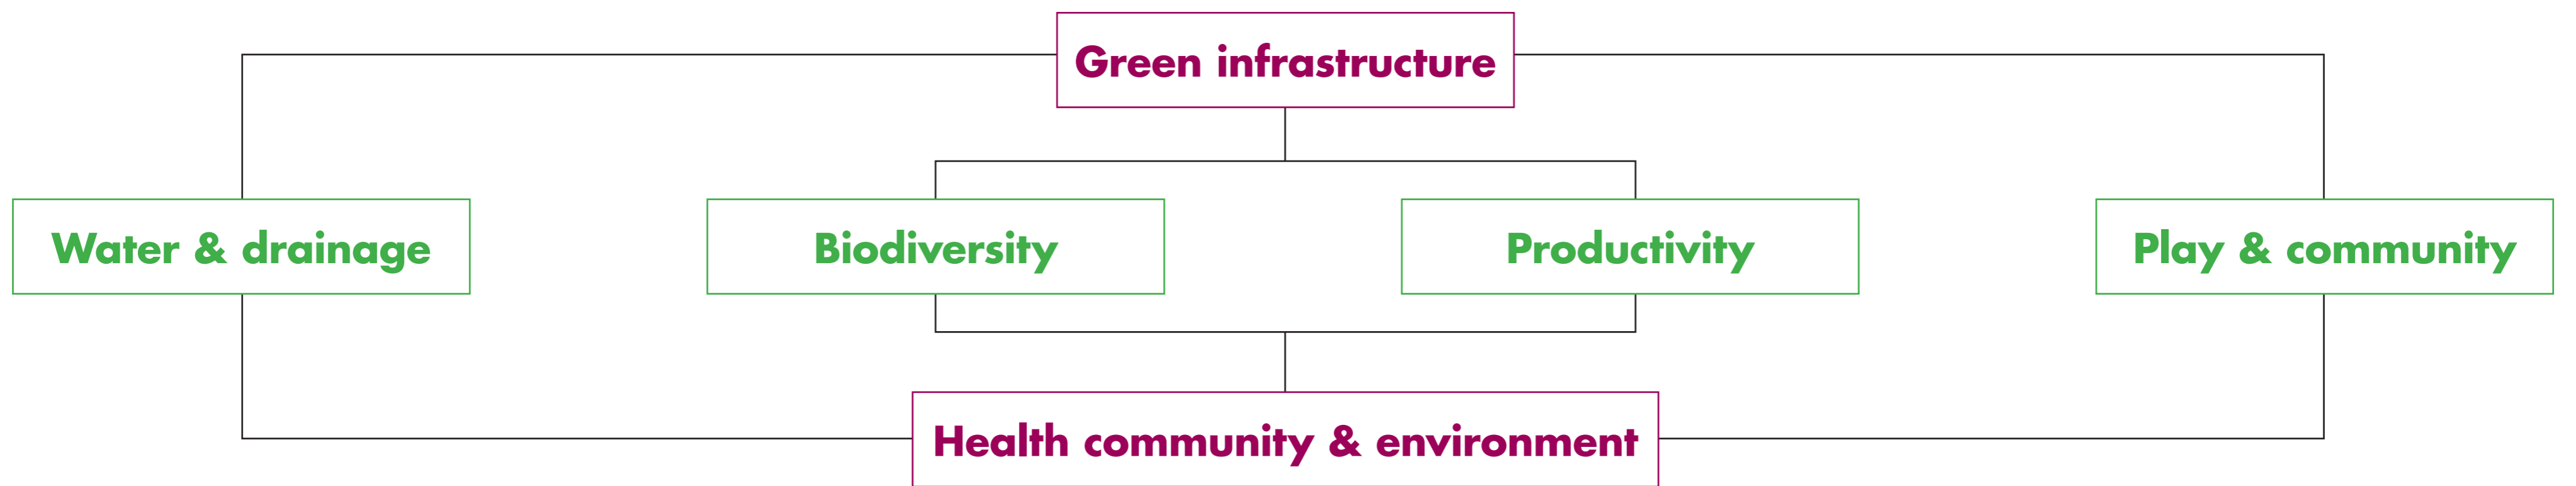 Green infrastructure
Water & drainage
Biodiversity
Productivity
Play & community
Health community & environment